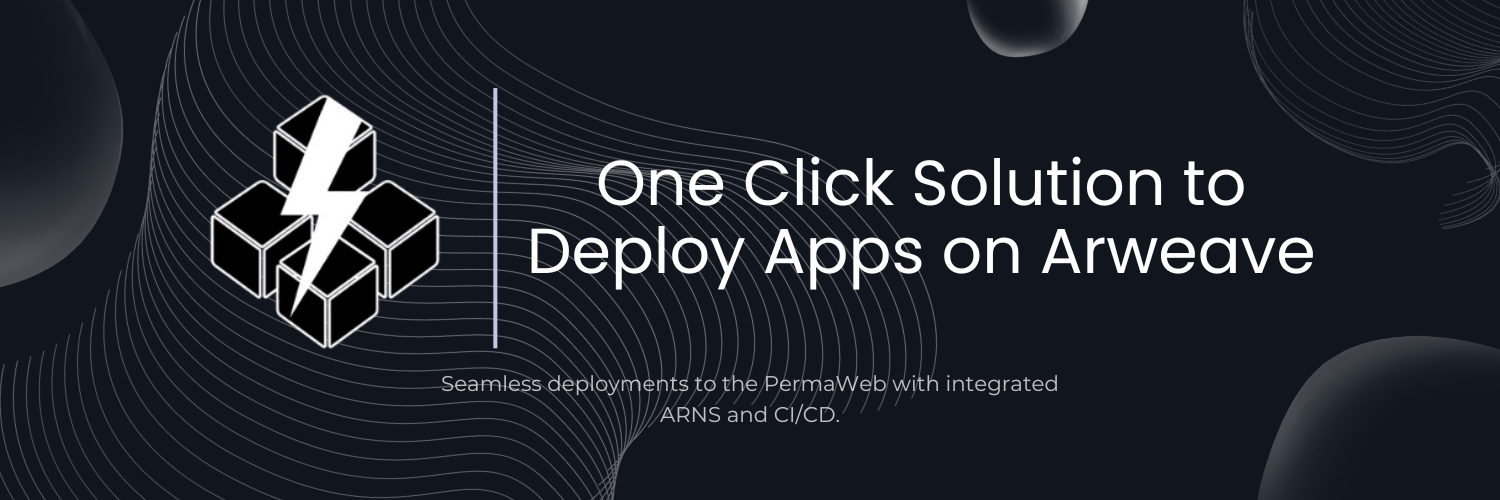 One Click Solution to
Deploy Apps on Arweave
Seamless deployments to the PermaWeb with integrated
ARNS and CI/CD.